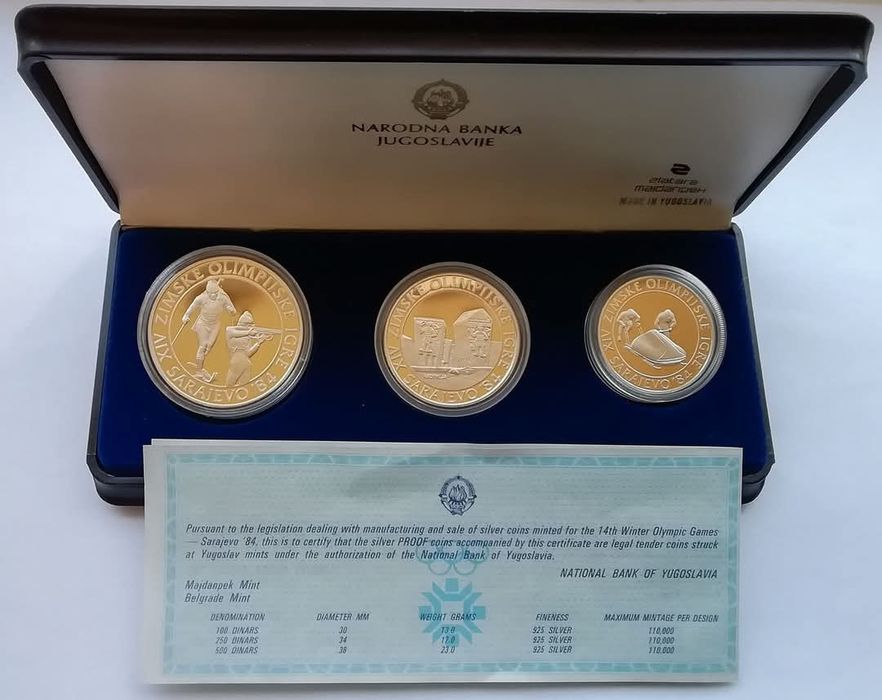 NARODNA BANKA
JUGOSLAVIJE
zlatara
majdanpek
MADE IN YUGOSLAVIA
XIV ZIMSKE OLIMPIJSKE IGRE
SARAJEVO '84
XIV ZIMSKE OLIMPIJSKE IGRE
SARAJEVO '84
XIV ZIMSKE OLIMPIJSKE IGRE
SARAJEVO '84
Pursuant to the legislation dealing with manufacturing and sale of silver coins minted for the 14th Winter Olympic Games
— Sarajevo '84, this is to certify that the silver PROOF coins accompanied by this certificate are legal tender coins struck
at Yugoslav mints under the authorization of the National Bank of Yugoslavia.
NATIONAL BANK OF YUGOSLAVIA
Majdanpek Mint
Belgrade Mint
DENOMINATION DIAMETER MM WEIGHT GRAMS FINENESS MAXIMUM MINTAGE PER DESIGN
100 DINARS 30 13.0 925 SILVER 110,000
250 DINARS 34 17.0 925 SILVER 110,000
500 DINARS 38 23.0 925 SILVER 110,000